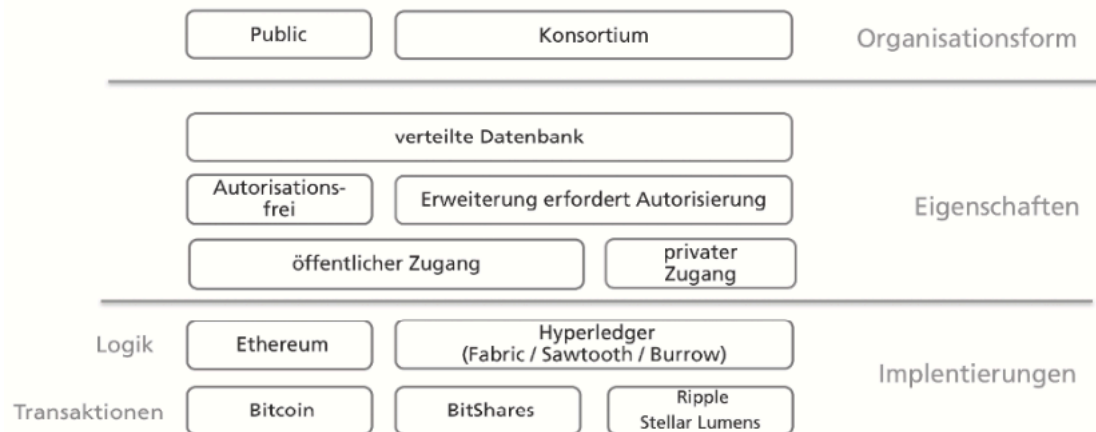 Public
Konsortium
Organisationsform
verteilte Datenbank
Autorisations-
frei
Erweiterung erfordert Autorisierung
Eigenschaften
öffentlicher Zugang
privater
Zugang
Logik
Ethereum
Hyperledger
(Fabric / Sawtooth / Burrow)
Implentierungen
Transaktionen
Bitcoin
BitShares
Ripple
Stellar Lumens